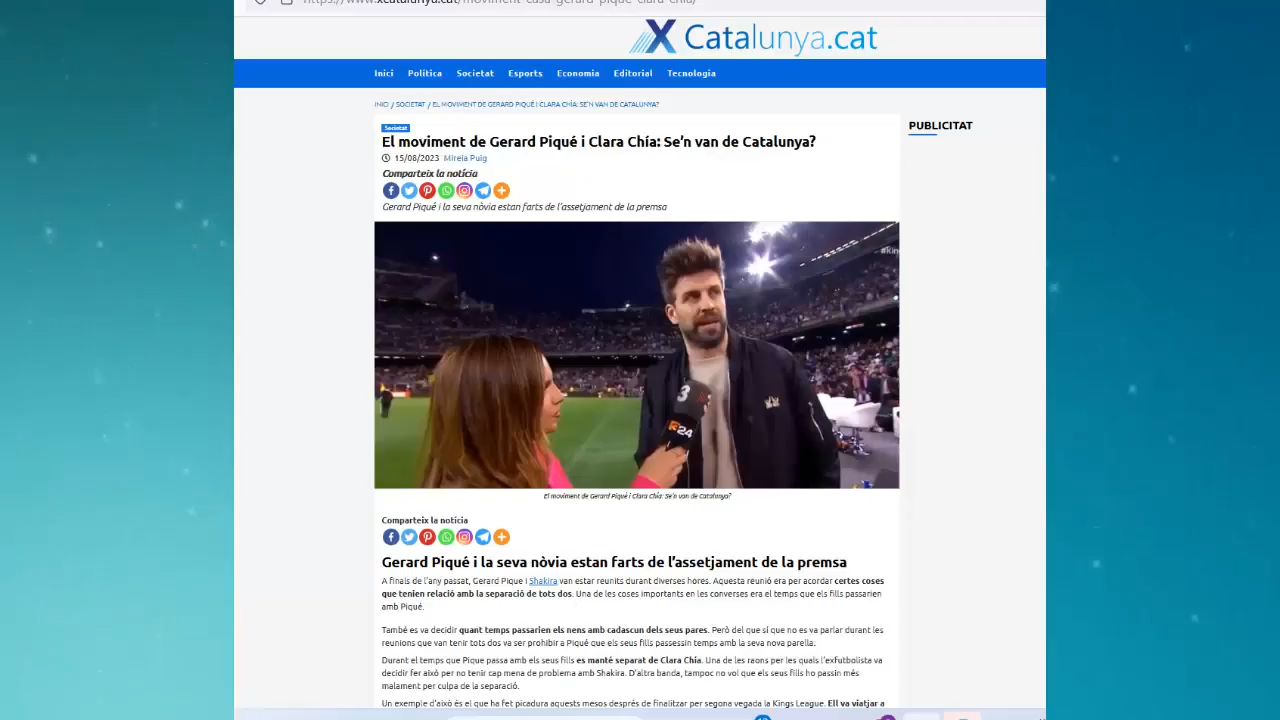 https://www.xcatalunya.cat/moviment-casa-gerard-pique-clara-chia/
X Catalunya.cat
Inici Política Societat Esports Economia Editorial Tecnologia
INICI / SOCIETAT / EL MOVIMENT DE GERARD PIQUÉ I CLARA CHÍA: SE'N VAN DE CATALUNYA?
PUBLICITAT
Societat
El moviment de Gerard Piqué i Clara Chía: Se’n van de Catalunya?
15/08/2023 Mireia Puig
Comparteix la notícia
Gerard Piqué i la seva nòvia estan farts de l’assetjament de la premsa
3
24
El moviment de Gerard Piqué i Clara Chía: Se'n van de Catalunya?
Comparteix la notícia
Gerard Piqué i la seva nòvia estan farts de l’assetjament de la premsa
A finals de l’any passat, Gerard Pique i Shakira van estar reunits durant diverses hores. Aquesta reunió era per acordar certes coses
que tenien relació amb la separació de tots dos. Una de les coses importants en les converses era el temps que els fills passarien
amb Piqué.
També es va decidir quant temps passarien els nens amb cadascun dels seus pares. Però del que sí que no es va parlar durant les
reunions que van tenir tots dos va ser prohibir a Piqué que els seus fills passessin temps amb la seva nova parella.
Durant el temps que Pique passa amb els seus fills es manté separat de Clara Chía. Una de les raons per les quals l’exfutbolista va
decidir fer això per no tenir cap mena de problema amb Shakira. D’altra banda, tampoc no vol que els seus fills ho passin més
malament per culpa de la separació.
Un exemple d’això és el que ha fet picadura aquests mesos després de finalitzar per segona vegada la Kings League. Ell va viatjar a